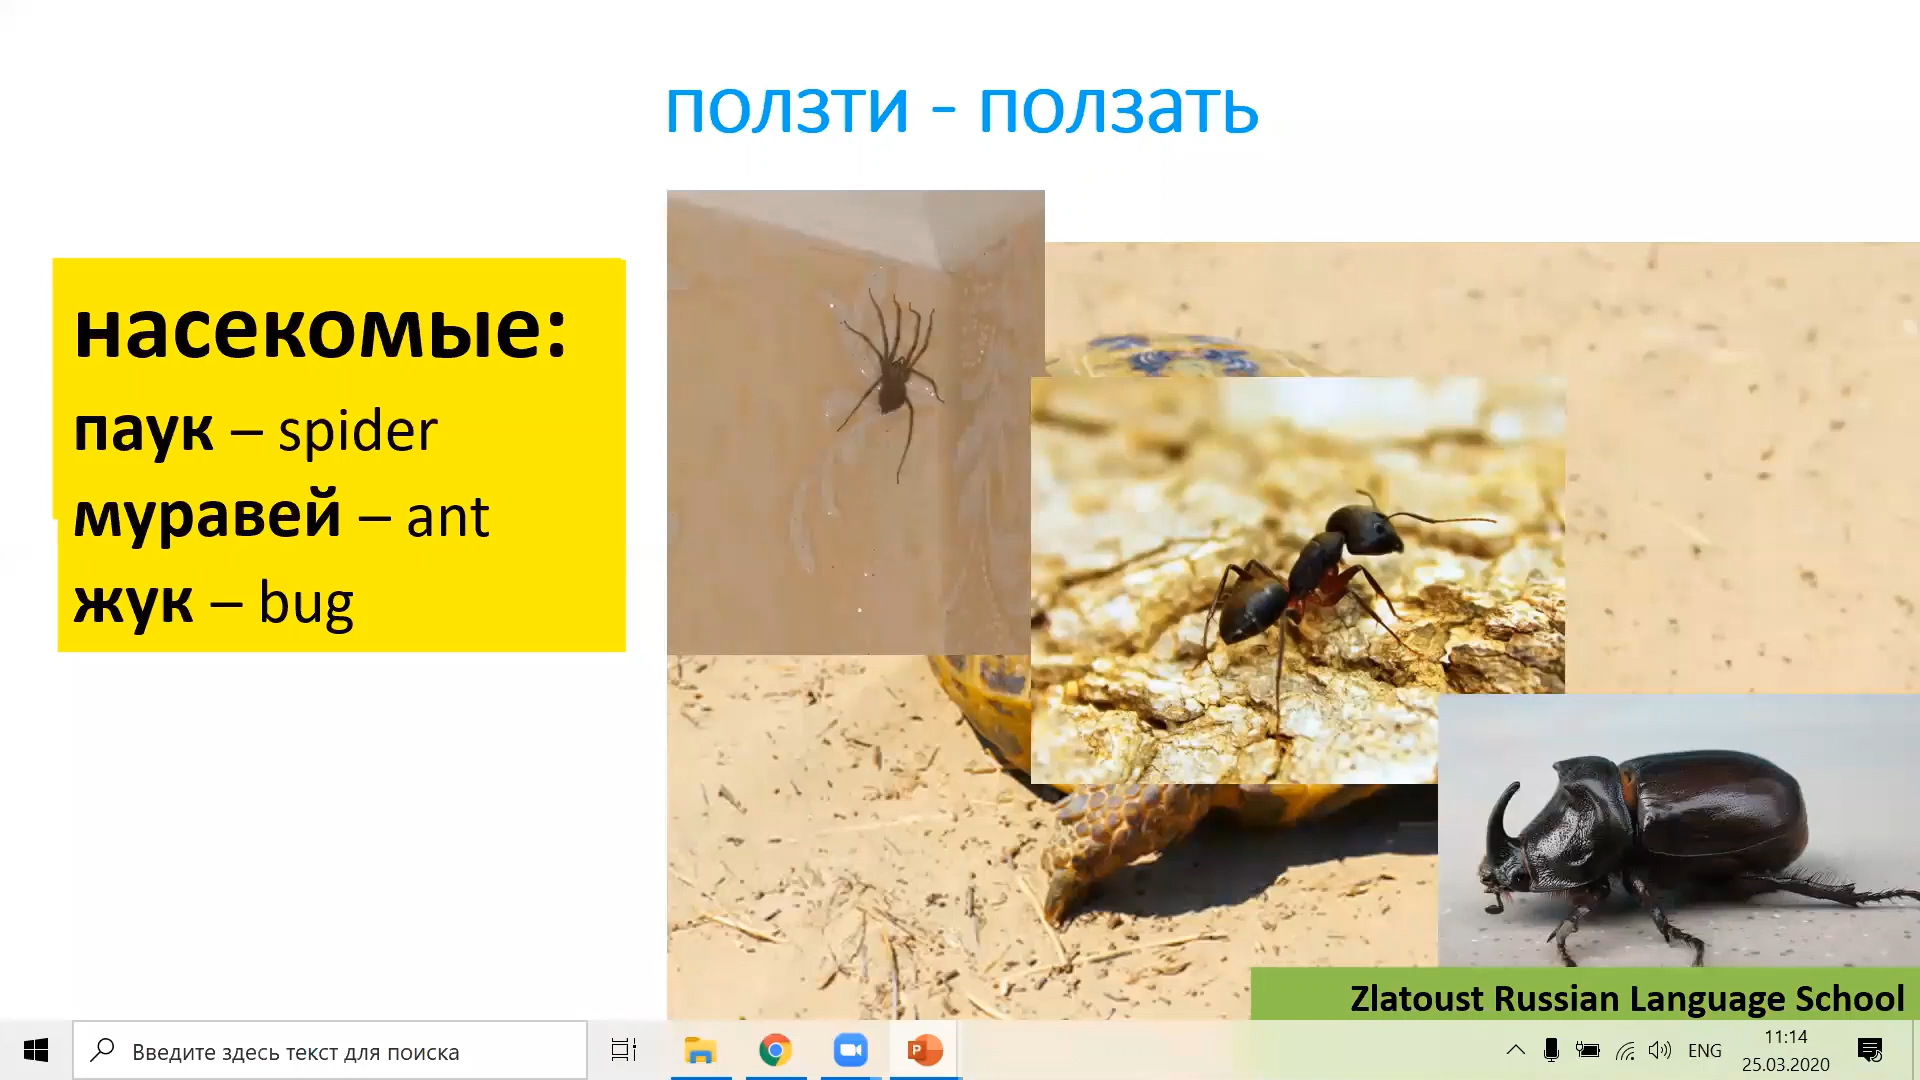 ползти - ползать
насекомые:
паук – spider
муравей – ant
жук – bug
Zlatoust Russian Language School
Введите здесь текст для поиска
P
ENG
11:14
25.03.2020